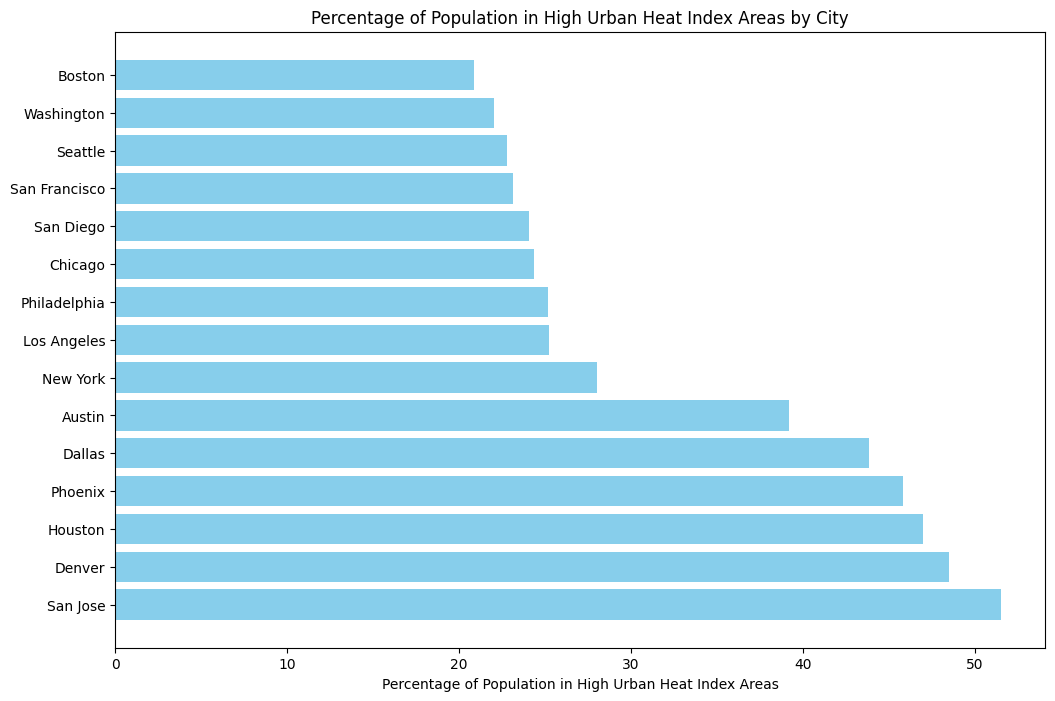 Percentage of Population in High Urban Heat Index Areas by City
Boston
Washington
Seattle
San Francisco
San Diego
Chicago
Philadelphia
Los Angeles
New York
Austin
Dallas
Phoenix
Houston
Denver
San Jose
0 10 20 30 40 50
Percentage of Population in High Urban Heat Index Areas